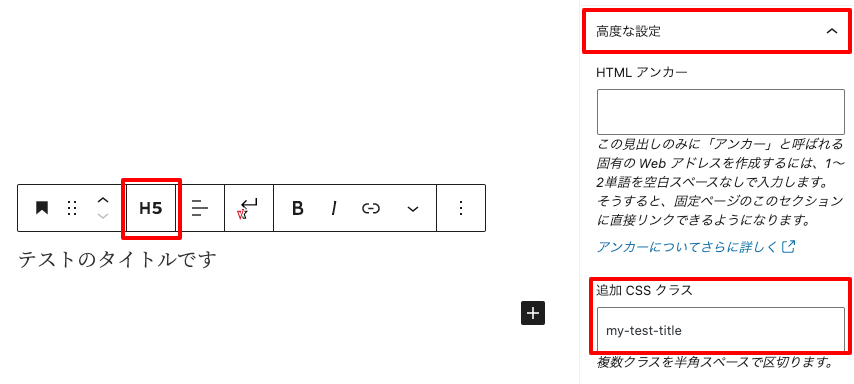 H5
B I
テストのタイトルです
高度な設定
HTML アンカー
この見出しのみに「アンカー」と呼ばれる
固有の Web アドレスを作成するには、1〜
2単語を空白スペースなしで入力します。
そうすると、固定ページのこのセクション
に直接リンクできるようになります。
アンカーについてさらに詳しく
追加 CSS クラス
my-test-title
複数クラスを半角スペースで区切ります。